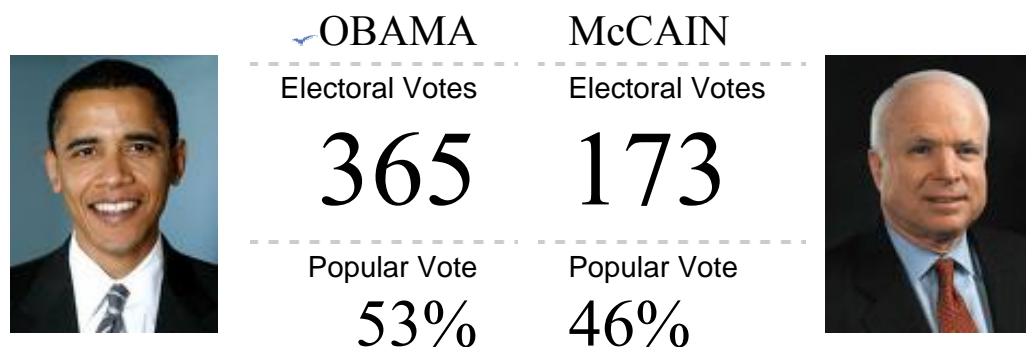 OBAMA McCAIN
Electoral Votes Electoral Votes
365 173
Popular Vote Popular Vote
53% 46%